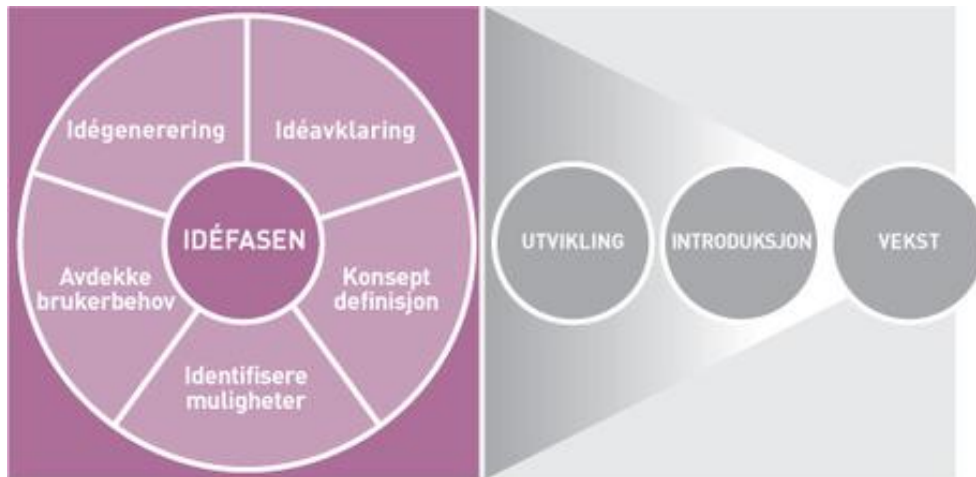 Idégenerering
Idéavklaring
IDÉFASEN
Avdekke
brukerbehov
Konsept
definisjon
Identifisere
muligheter
UTVIKLING
INTRODUKSJON
VEKST